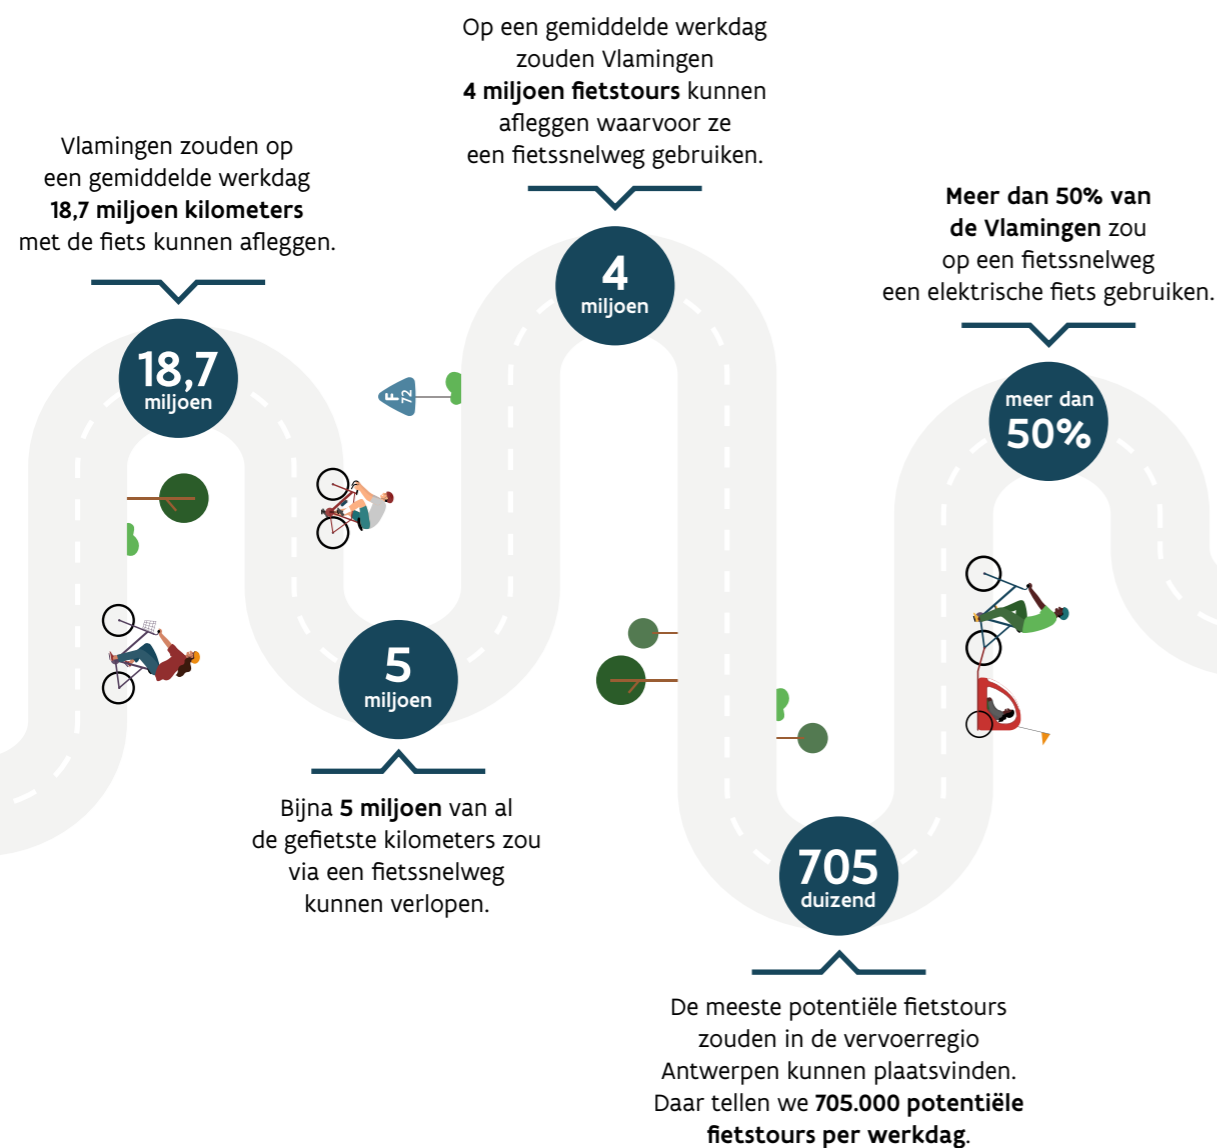 Vlamingen zouden op
een gemiddelde werkdag
18,7 miljoen kilometers
met de fiets kunnen afleggen.
18,7
miljoen
5
miljoen
Bijna 5 miljoen van al
de gefietste kilometers zou
via een fietssnelweg
kunnen verlopen.
Op een gemiddelde werkdag
zouden Vlamingen
4 miljoen fietstours kunnen
afleggen waarvoor ze
een fietssnelweg gebruiken.
4
miljoen
F
72
705
duizend
De meeste potentiële fietstours
zouden in de vervoerregio
Antwerpen kunnen plaatsvinden.
Daar tellen we 705.000 potentiële
fietstours per werkdag.
Meer dan 50% van
de Vlamingen zou
op een fietssnelweg
een elektrische fiets gebruiken.
meer dan
50%